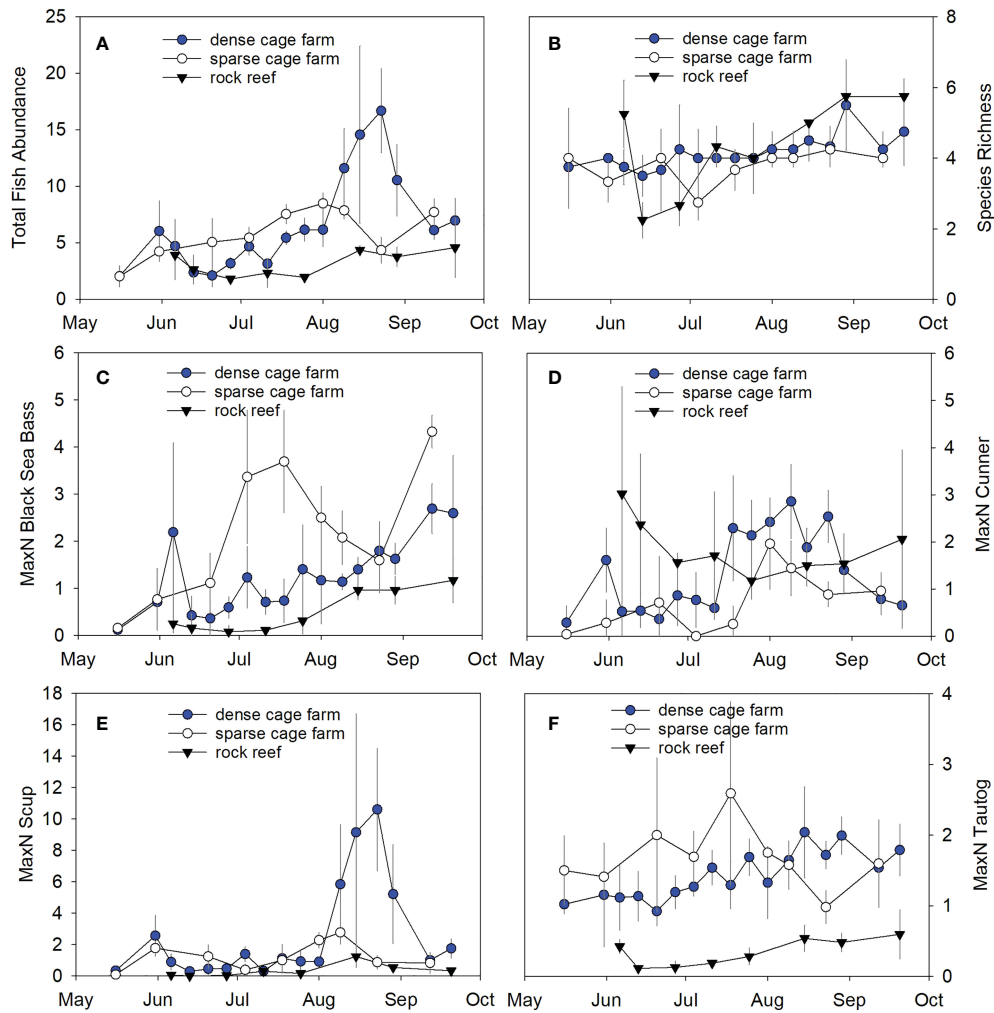 A
dense cage farm
sparse cage farm
rock reef
Total Fish Abundance
25
20
15
10
5
0
May Jun Jul Aug Sep Oct
B
dense cage farm
sparse cage farm
rock reef
Species Richness
8
6
4
2
0
May Jun Jul Aug Sep Oct
C
dense cage farm
sparse cage farm
rock reef
MaxN Black Sea Bass
6
5
4
3
2
1
0
May Jun Jul Aug Sep Oct
D
dense cage farm
sparse cage farm
rock reef
MaxN Cunner
6
5
4
3
2
1
0
May Jun Jul Aug Sep Oct
E
dense cage farm
sparse cage farm
rock reef
MaxN Scup
18
16
14
12
10
8
6
4
2
0
May Jun Jul Aug Sep Oct
F
dense cage farm
sparse cage farm
rock reef
MaxN Tautog
4
3
2
1
0
May Jun Jul Aug Sep Oct